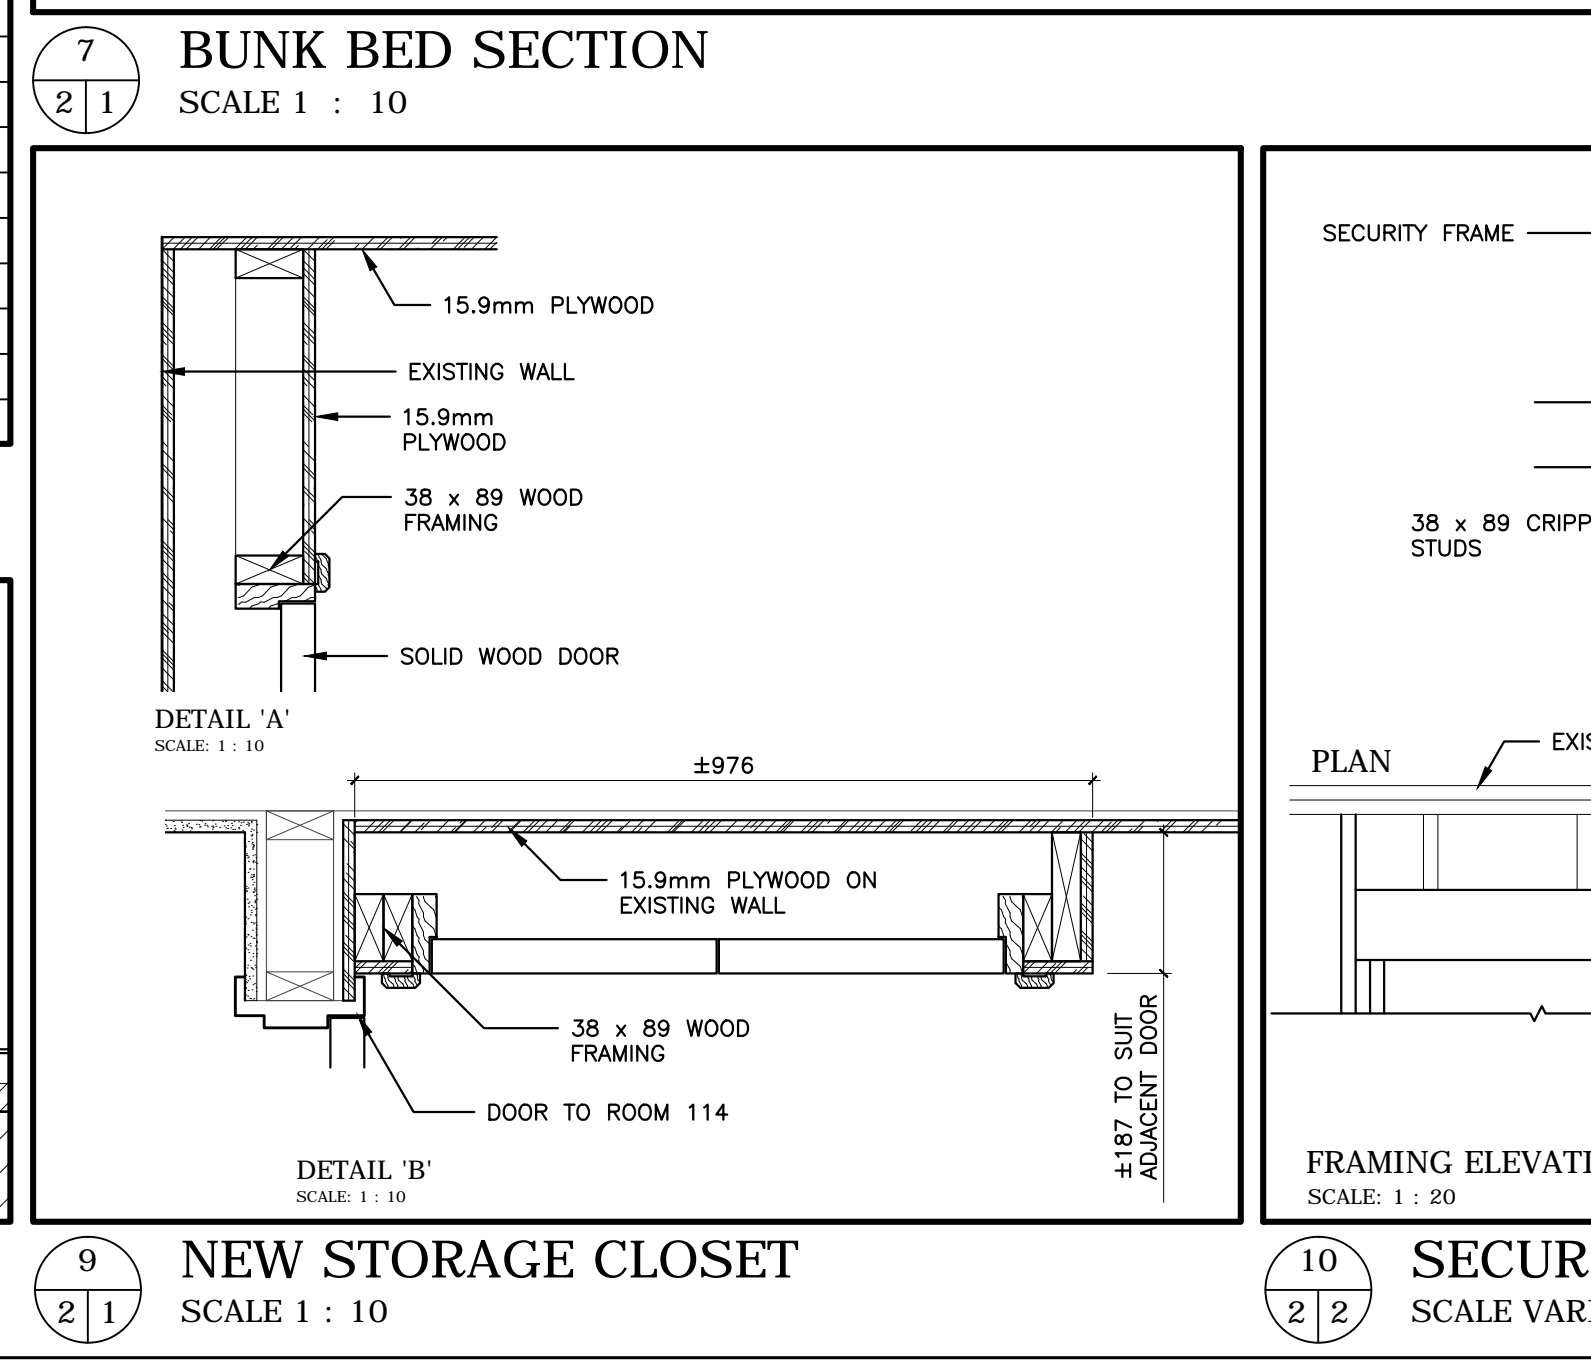 7
BUNK BED SECTION
2 1
SCALE 1 : 10
15.9mm PLYWOOD
EXISTING WALL
15.9mm
PLYWOOD
38 x 89 WOOD
FRAMING
SOLID WOOD DOOR
DETAIL 'A'
SCALE: 1 : 10
±976
15.9mm PLYWOOD ON
EXISTING WALL
38 x 89 WOOD
FRAMING
DOOR TO ROOM 114
±187 TO SUIT
ADJACENT DOOR
DETAIL 'B'
SCALE: 1 : 10
9
NEW STORAGE CLOSET
2 1
SCALE 1 : 10
SECURITY FRAME
38 x 89 CRIPP
STUDS
PLAN
EXIS
FRAMING ELEVATI
SCALE: 1 : 20
10
SECUR
2 2
SCALE VARI